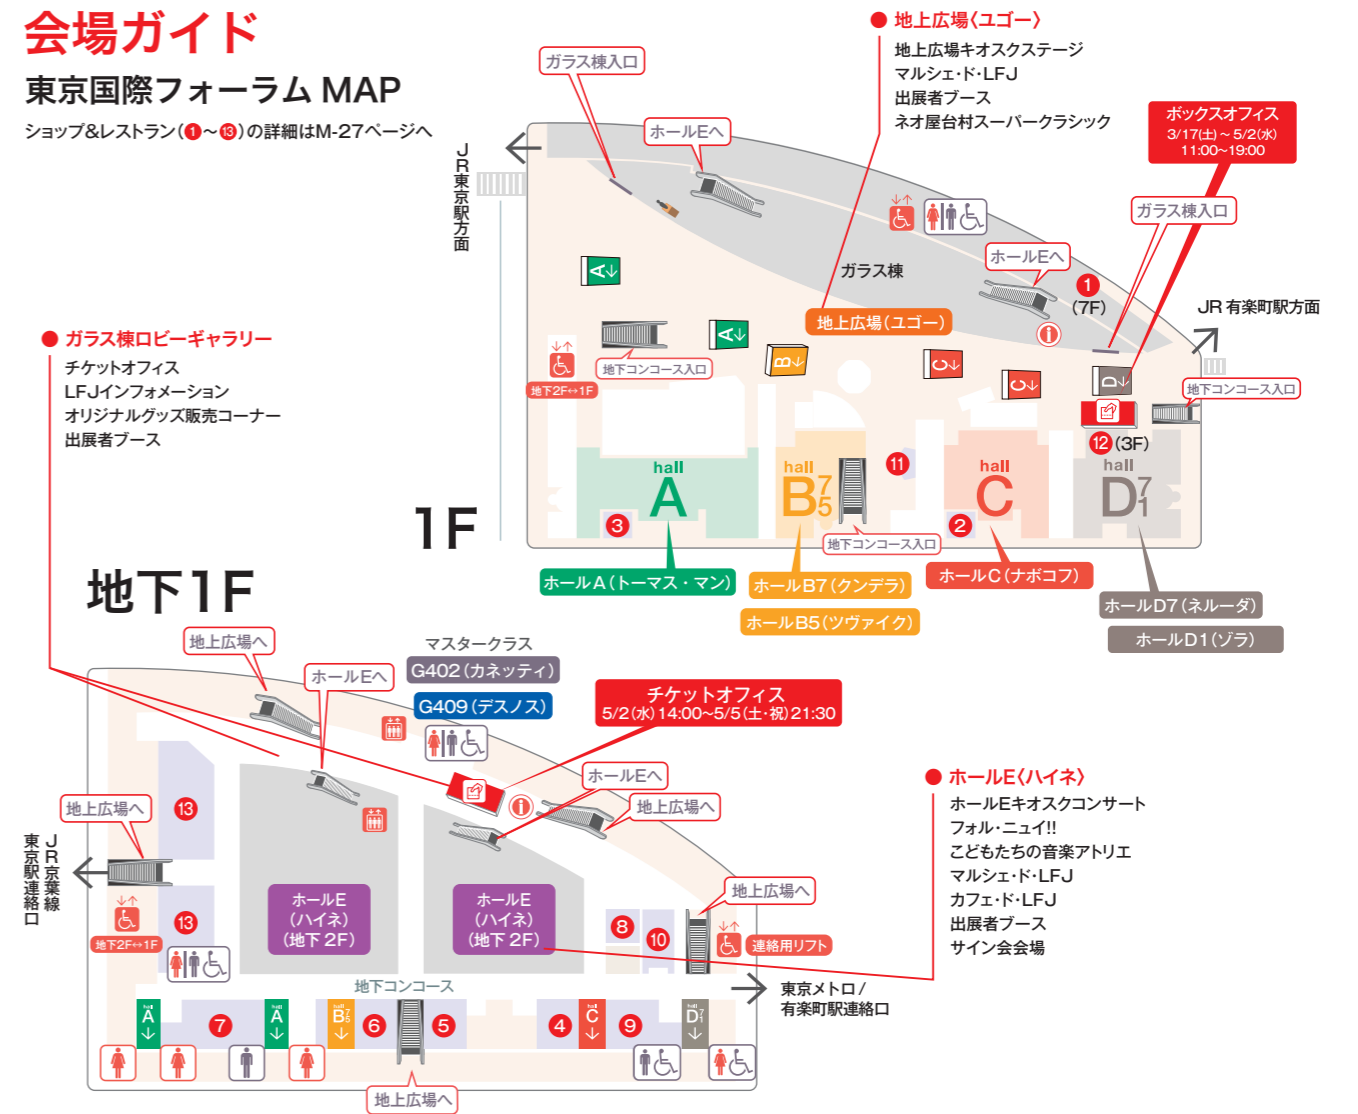 会場ガイド
東京国際フォーラム MAP
ショップ&レストラン(❶～⓭)の詳細はM-27ページへ
● 地上広場〈ユゴー〉
地上広場キオスクステージ
マルシェ・ド・LFJ
出展者ブース
ネオ屋台村スーパークラシック
ボックスオフィス
3/17(土)～5/2(水)
11:00～19:00
ガラス棟入口
ホールEへ
JR東京駅方面
ガラス棟入口
ガラス棟
ホールEへ
1
(7F)
JR 有楽町駅方面
地上広場(ユゴー)
A
A
B
C
C
D
地下コンコース入口
地下2F↔1F
地下コンコース入口
12 (3F)
11
hall
A
hall
B 7 5
hall
C
hall
D 7 1
3
2
地下コンコース入口
1F
ホールA(トーマス・マン)
ホールB7(クンデラ)
ホールB5(ツヴァイク)
ホールC(ナボコフ)
ホールD7(ネルーダ)
ホールD1(ゾラ)
● ガラス棟ロビーギャラリー
チケットオフィス
LFJインフォメーション
オリジナルグッズ販売コーナー
出展者ブース
地下1F
地上広場へ
ホールEへ
マスタークラス
G402(カネッティ)
G409(デスノス)
チケットオフィス
5/2(水)14:00～5/5(土・祝)21:30
ホールEへ
地上広場へ
地上広場へ
JR京葉線
東京駅連絡口
13
13
地下2F↔1F
ホールE
(ハイネ)
(地下2F)
ホールE
(ハイネ)
(地下2F)
8
10
地上広場へ
連絡用リフト
● ホールE〈ハイネ〉
ホールEキオスクコンサート
フォル・ニュイ!!
こどもたちの音楽アトリエ
マルシェ・ド・LFJ
カフェ・ド・LFJ
出展者ブース
サイン会会場
地下コンコース
東京メトロ/
有楽町駅連絡口
hall A
7
hall A
hall B 7 5
6
5
4
hall C
9
hall D 7 1
地上広場へ